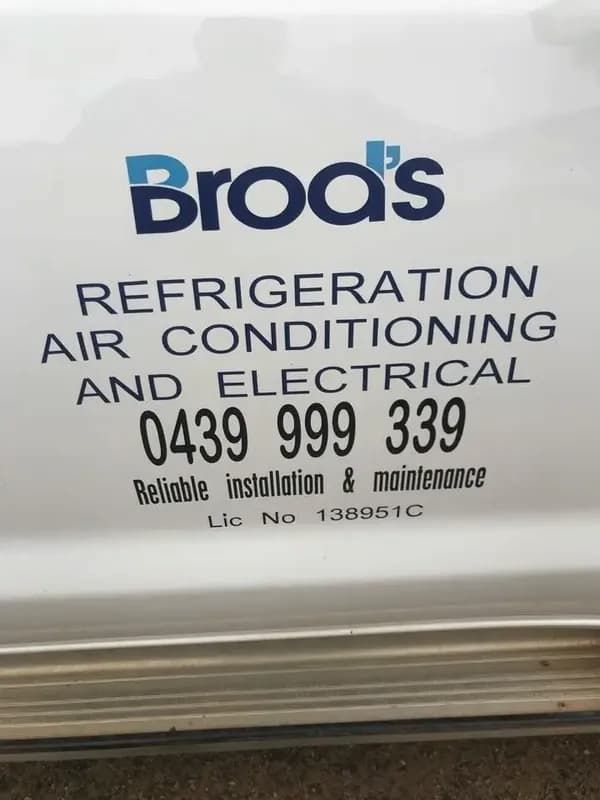 Brod's
REFRIGERATION
AIR CONDITIONING
AND ELECTRICAL
0439 999 339
Reliable installation & maintenance
Lic No 138951C